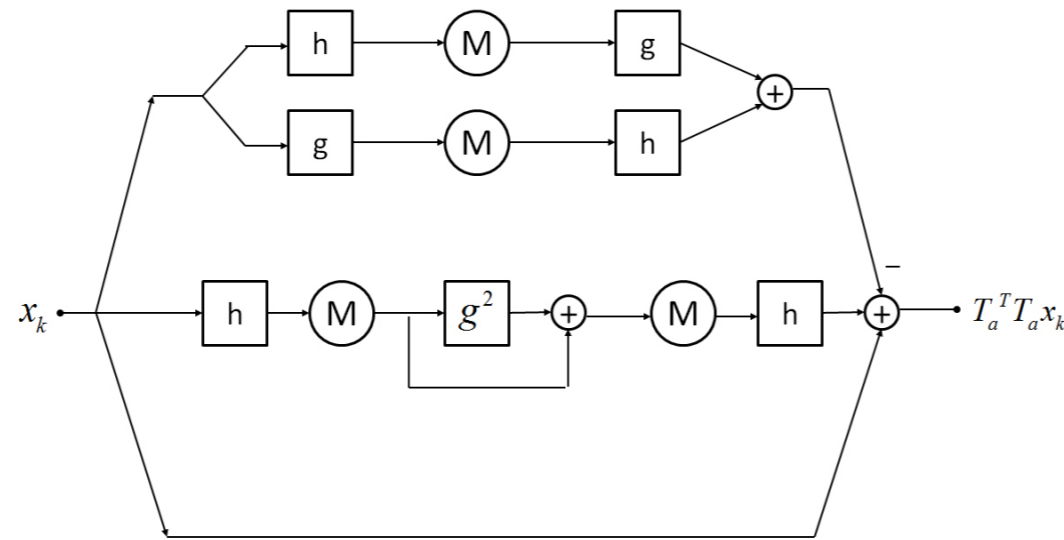 h M g +
g M h
−
x_k h M g^2 + M h + T_a^T T_a x_k